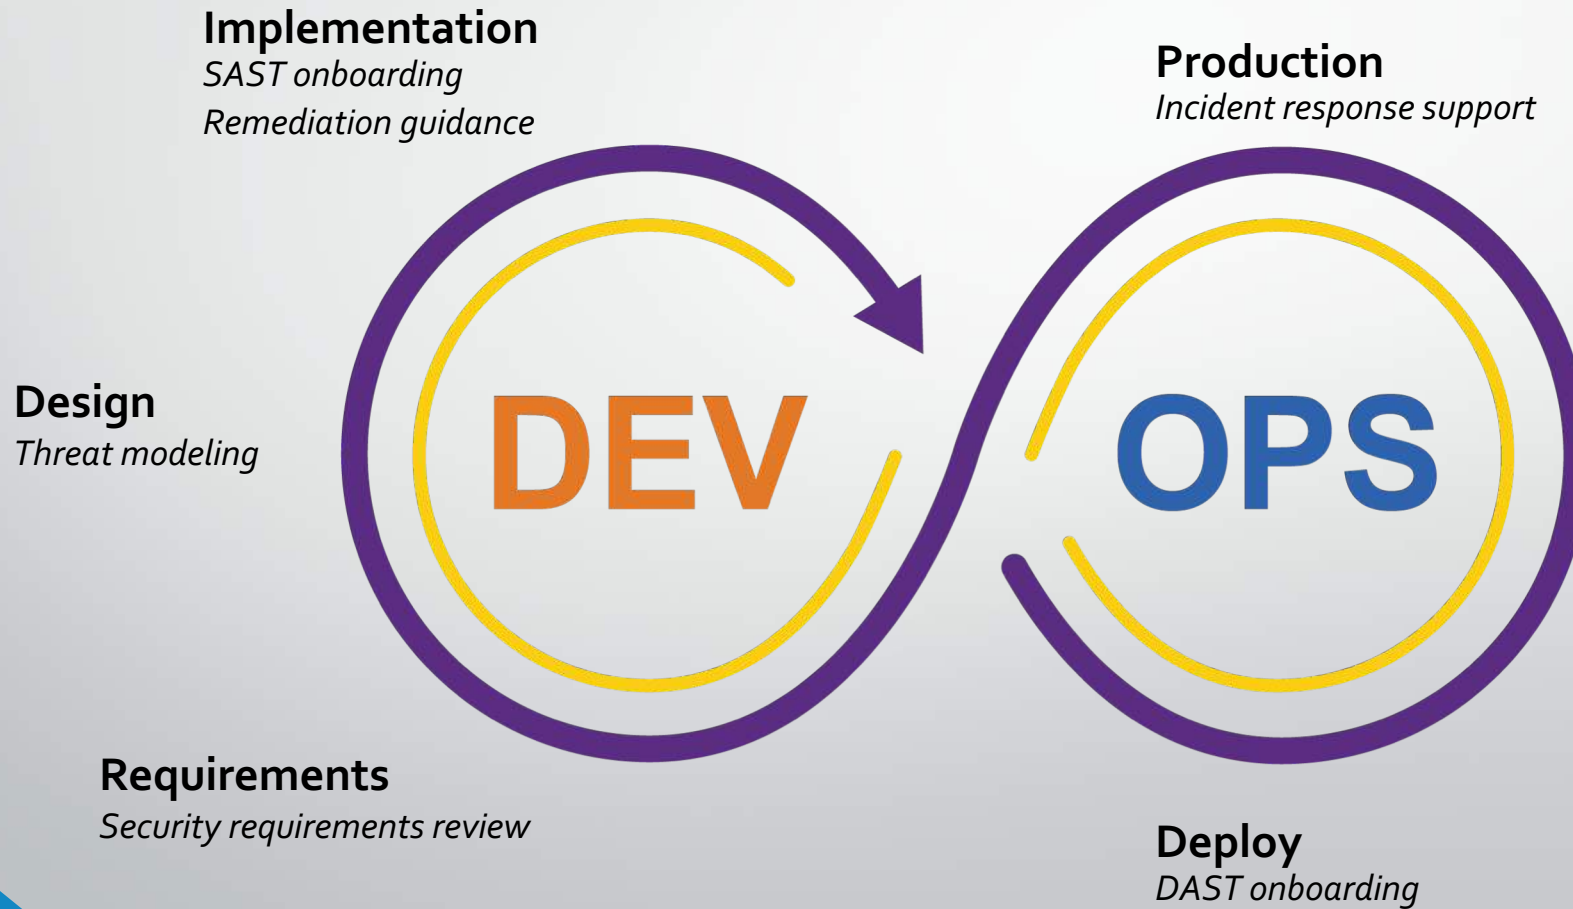 Implementation
SAST onboarding
Remediation guidance
Production
Incident response support
Design
Threat modeling
DEV
OPS
Requirements
Security requirements review
Deploy
DAST onboarding